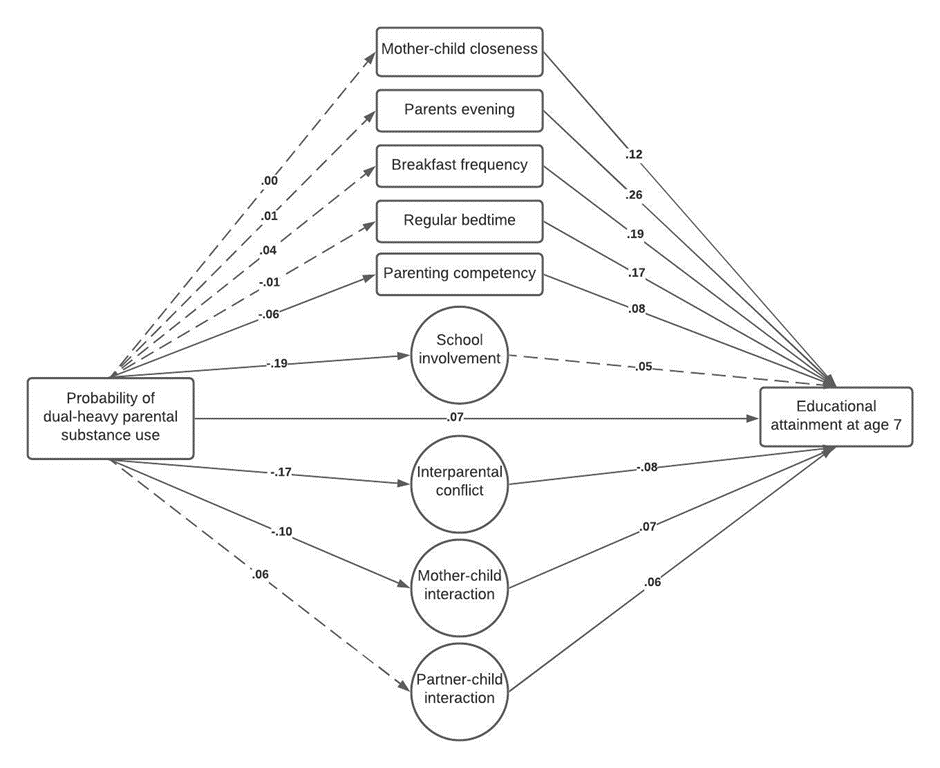 Mother-child closeness
Parents evening
Breakfast frequency
Regular bedtime
Parenting competency
School
involvement
Probability of
dual-heavy parental
substance use
Educational
attainment at age 7
Interparental
conflict
Mother-child
interaction
Partner-child
interaction
.00
.01
.04
-.01
-.06
-.19
.07
-.17
-.10
.06
.12
.26
.19
.17
.08
.05
-.08
.07
.06